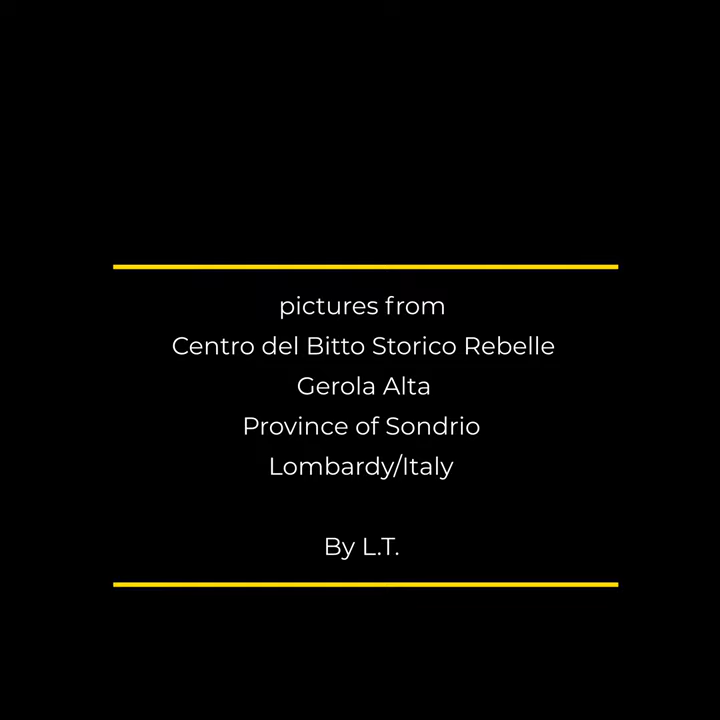 pictures from
Centro del Bitto Storico Rebelle
Gerola Alta
Province of Sondrio
Lombardy/Italy
By L.T.